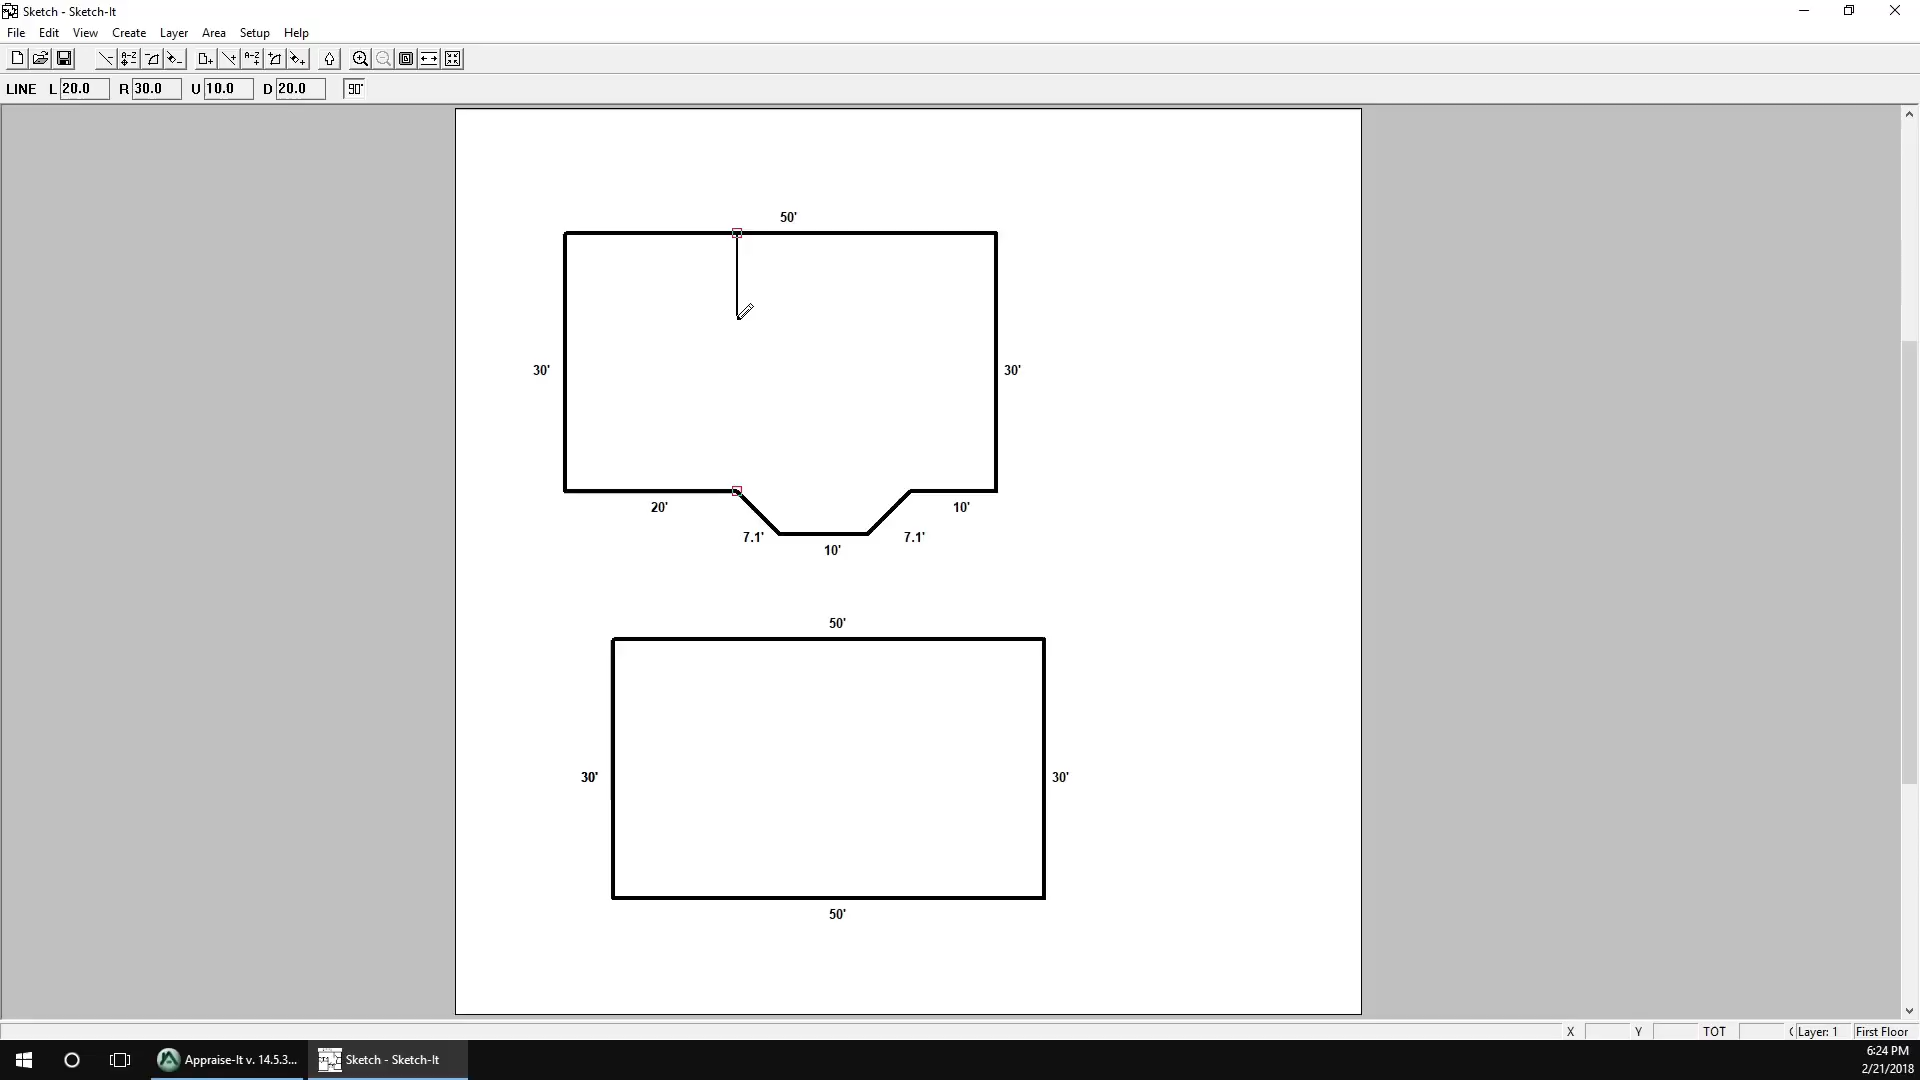 Sketch - Sketch-It
File Edit View Create Layer Area Setup Help
LINE L 20.0 R 30.0 U 10.0 D 20.0 90°
50'
30'
30'
20'
10'
7.1'
7.1'
10'
50'
30'
30'
50'
X Y TOT Layer: 1 First Floor
Appraise-It v. 14.5.3...
Sketch - Sketch-It
6:24 PM
2/21/2018